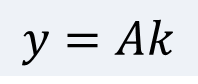 y = Ak